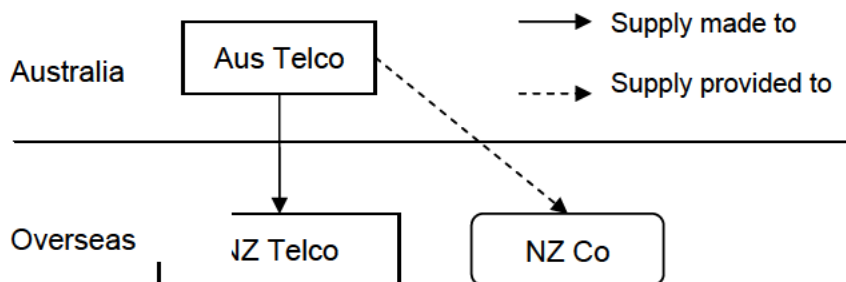 Supply made to
Aus Telco
Australia
Supply provided to
Overseas
NZ Telco
NZ Co